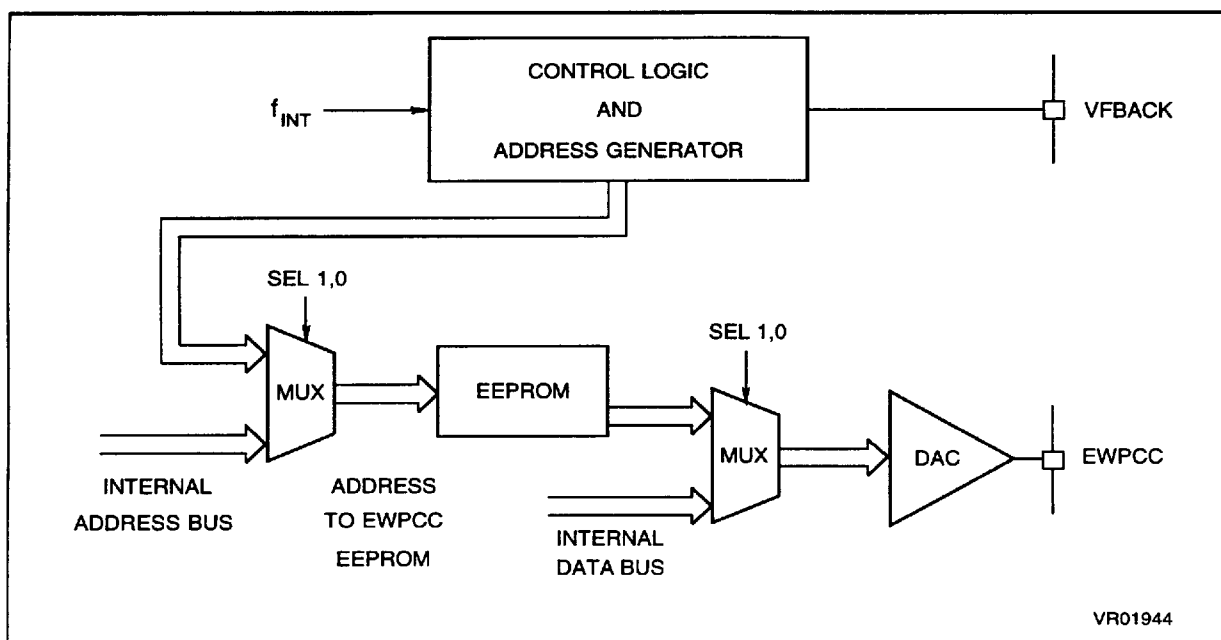 CONTROL LOGIC
AND
ADDRESS GENERATOR
fINT
VFBACK
SEL 1,0
SEL 1,0
MUX
EEPROM
MUX
DAC
EWPCC
INTERNAL
ADDRESS BUS
ADDRESS
TO EWPCC
EEPROM
INTERNAL
DATA BUS
VR01944